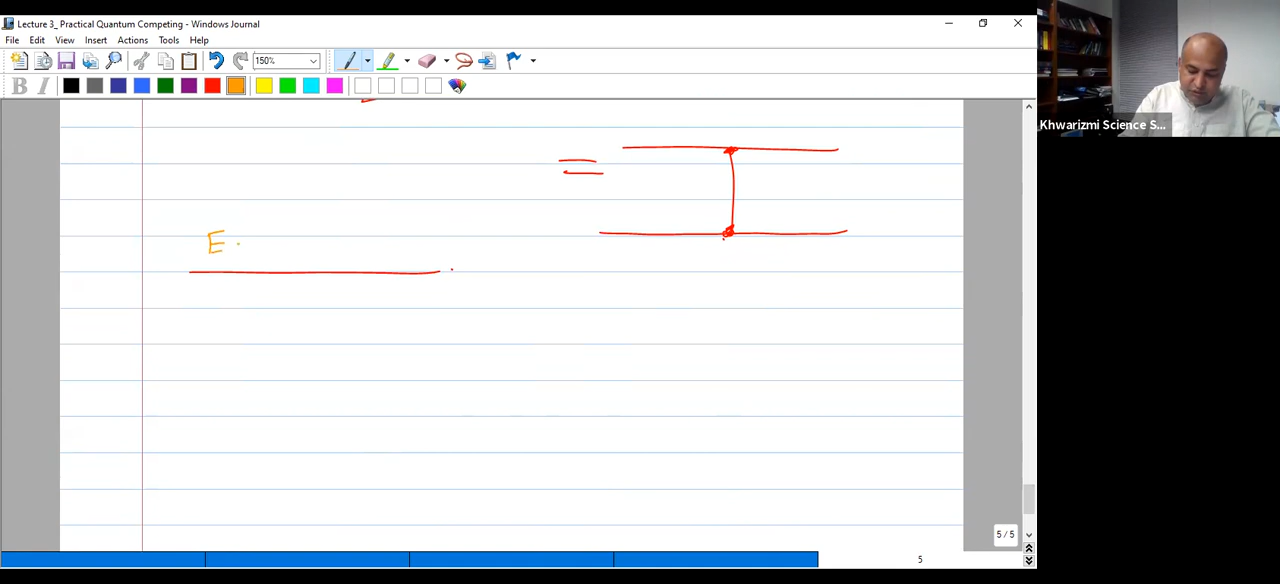 Lecture 3_ Practical Quantum Competing - Windows Journal
File Edit View Insert Actions Tools Help
150%
B I
Khwarizmi Science S...
=
E.
5 / 5
5